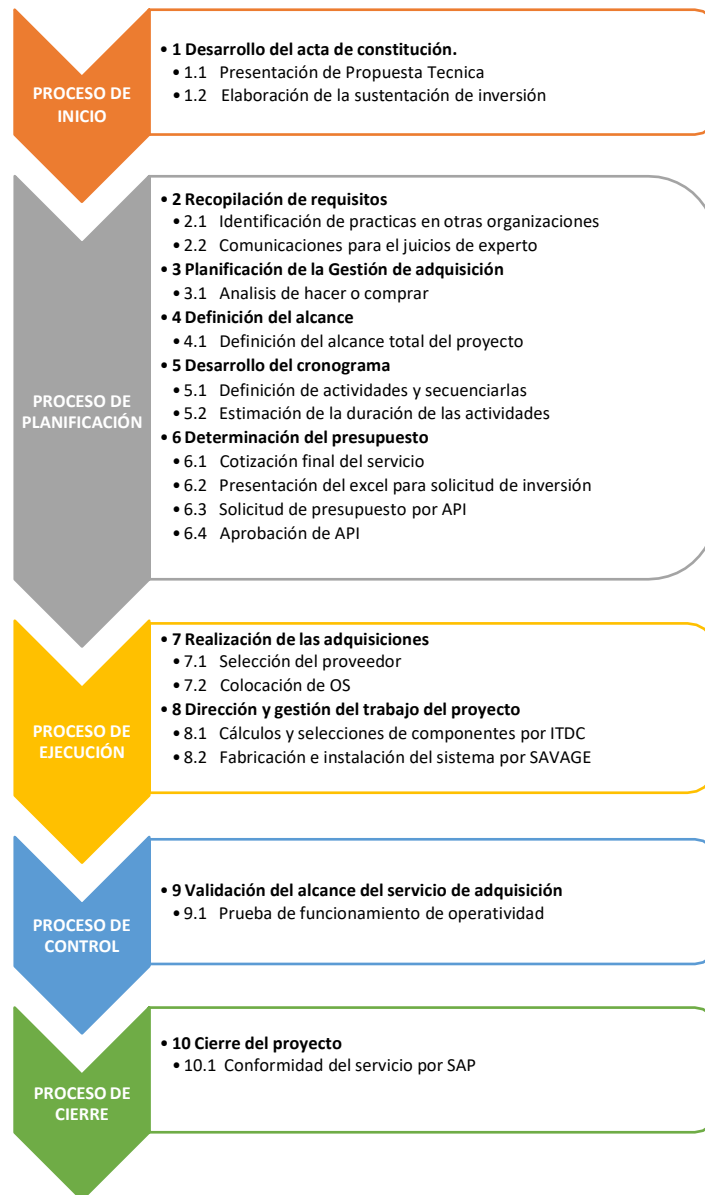 PROCESO DE
INICIO
• 1 Desarrollo del acta de constitución.
• 1.1 Presentación de Propuesta Tecnica
• 1.2 Elaboración de la sustentación de inversión
PROCESO DE
PLANIFICACIÓN
• 2 Recopilación de requisitos
• 2.1 Identificación de practicas en otras organizaciones
• 2.2 Comunicaciones para el juicios de experto
• 3 Planificación de la Gestión de adquisición
• 3.1 Analisis de hacer o comprar
• 4 Definición del alcance
• 4.1 Definición del alcance total del proyecto
• 5 Desarrollo del cronograma
• 5.1 Definición de actividades y secuenciarlas
• 5.2 Estimación de la duración de las actividades
• 6 Determinación del presupuesto
• 6.1 Cotización final del servicio
• 6.2 Presentación del excel para solicitud de inversión
• 6.3 Solicitud de presupuesto por API
• 6.4 Aprobación de API
PROCESO DE
EJECUCIÓN
• 7 Realización de las adquisiciones
• 7.1 Selección del proveedor
• 7.2 Colocación de OS
• 8 Dirección y gestión del trabajo del proyecto
• 8.1 Cálculos y selecciones de componentes por ITDC
• 8.2 Fabricación e instalación del sistema por SAVAGE
PROCESO DE
CONTROL
• 9 Validación del alcance del servicio de adquisición
• 9.1 Prueba de funcionamiento de operatividad
PROCESO DE
CIERRE
• 10 Cierre del proyecto
• 10.1 Conformidad del servicio por SAP